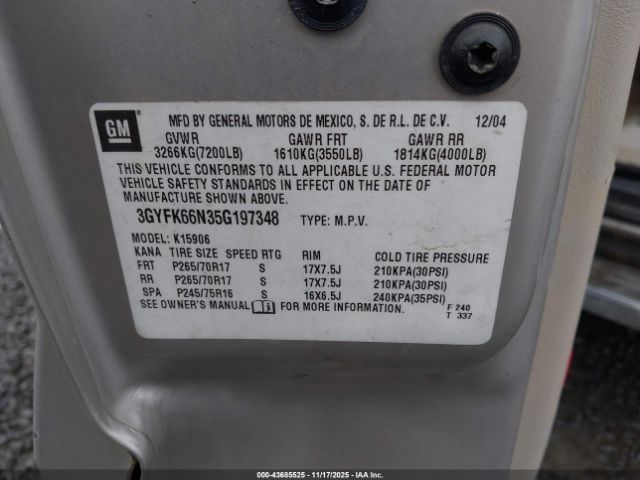 GM
MFD BY GENERAL MOTORS DE MEXICO, S. DE R.L. DE C.V. 12/04
GVWR GAWR FRT GAWR RR
3266KG(7200LB) 1610KG(3550LB) 1814KG(4000LB)
THIS VEHICLE CONFORMS TO ALL APPLICABLE U.S. FEDERAL MOTOR
VEHICLE SAFETY STANDARDS IN EFFECT ON THE DATE OF
MANUFACTURE SHOWN ABOVE.
3GYFK66N35G197348 TYPE: M.P.V.
MODEL: K15906
KANA TIRE SIZE SPEED RTG RIM COLD TIRE PRESSURE
FRT P265/70R17 S 17X7.5J 210KPA(30PSI)
RR P265/70R17 S 17X7.5J 210KPA(30PSI)
SPA P245/75R16 S 16X6.5J 240KPA(35PSI)
SEE OWNER'S MANUAL FOR MORE INFORMATION.
F 240
T 337
000-43685525 - 11/17/2025 - IAA Inc.